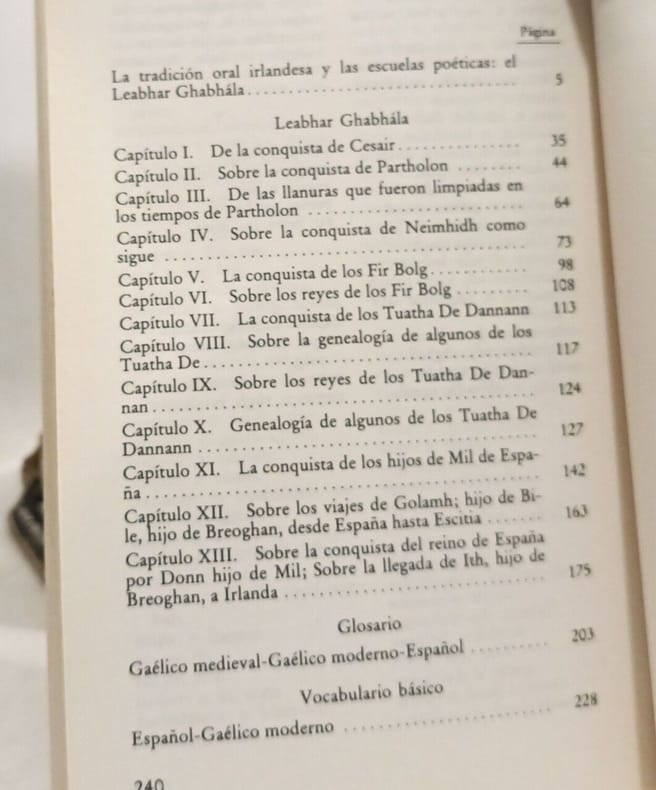 Página
La tradición oral irlandesa y las escuelas poéticas: el
Leabhar Ghabhála................................ 5
Leabhar Ghabhála
Capítulo I. De la conquista de Cesair............... 35
Capítulo II. Sobre la conquista de Partholon ........ 44
Capítulo III. De las llanuras que fueron limpiadas en
los tiempos de Partholon ......................... 64
Capítulo IV. Sobre la conquista de Neimhidh como
sigue .......................................... 73
Capítulo V. La conquista de los Fir Bolg............ 98
Capítulo VI. Sobre los reyes de los Fir Bolg ......... 108
Capítulo VII. La conquista de los Tuatha De Dannann 113
Capítulo VIII. Sobre la genealogía de algunos de los
Tuatha De...................................... 117
Capítulo IX. Sobre los reyes de los Tuatha De Dan-
nan............................................ 124
Capítulo X. Genealogía de algunos de los Tuatha De
Dannann ....................................... 127
Capítulo XI. La conquista de los hijos de Mil de Espa-
ña............................................. 142
Capítulo XII. Sobre los viajes de Golamh; hijo de Bi-
le, hijo de Breoghan, desde España hasta Escitia ....... 163
Capítulo XIII. Sobre la conquista del reino de España
por Donn hijo de Mil; Sobre la llegada de Ith, hijo de
Breoghan, a Irlanda .............................. 175
Glosario
Gaélico medieval-Gaélico moderno-Español .......... 203
Vocabulario básico
Español-Gaélico moderno ........................ 228
240